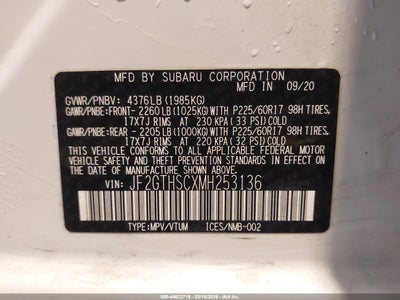 MFD. BY SUBARU CORPORATION
MADE IN 09/20
GVWR/PNBV: 4376LB(1985KG)
GAWR/PNBE:FRONT- 2260LB(1025KG)WITH P225/60R17 98H TIRES,
17X7J RIMS AT 230 KPA(33 PSI)COLD
GAWR/PNBE:REAR - 2205LB(1000KG)WITH P225/60R17 98H TIRES,
17X7J RIMS AT 220 KPA(32 PSI)COLD
THIS VEHICLE CONFORMS TO ALL APPLICABLE FEDERAL
MOTOR VEHICLE SAFETY, BUMPER, AND THEFT PREVENTION
STANDARDS IN EFFECT ON THE DATE OF MANUFACTURE
SHOWN ABOVE.
VIN: JF2GTHSCXMH253136
TYPE:MPV/VTUM ICES/NMB-002